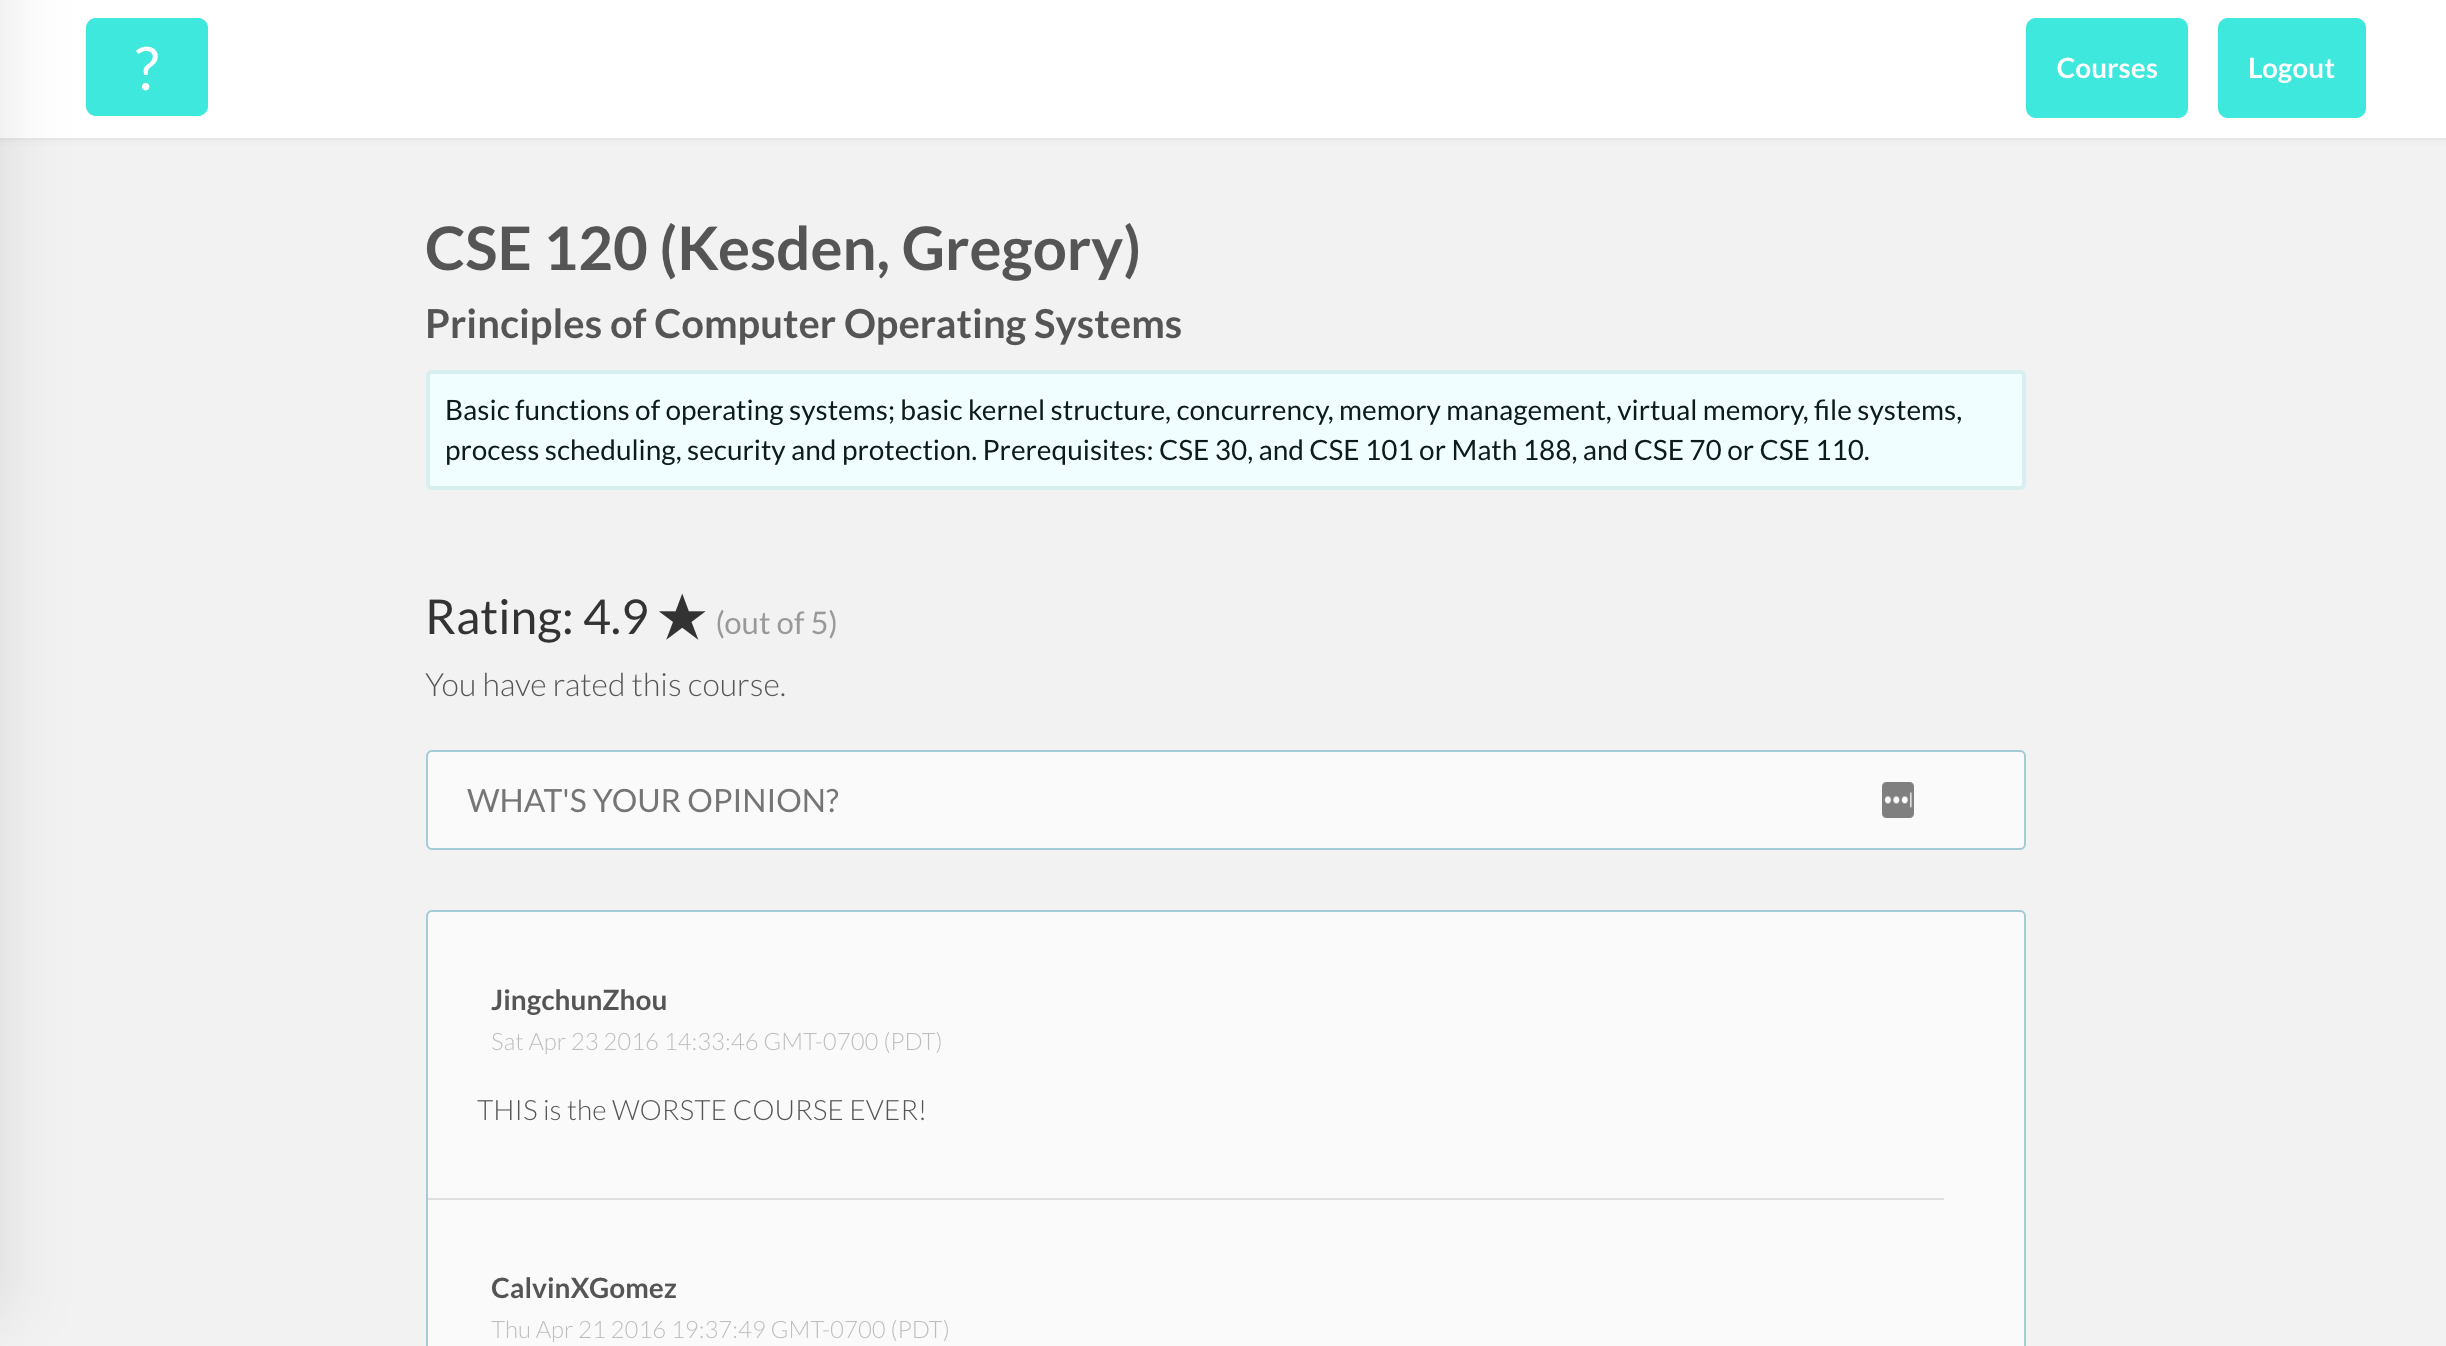 ?
Courses
Logout
CSE 120 (Kesden, Gregory)
Principles of Computer Operating Systems
Basic functions of operating systems; basic kernel structure, concurrency, memory management, virtual memory, file systems,
process scheduling, security and protection. Prerequisites: CSE 30, and CSE 101 or Math 188, and CSE 70 or CSE 110.
Rating: 4.9 ★ (out of 5)
You have rated this course.
WHAT'S YOUR OPINION?
JingchunZhou
Sat Apr 23 2016 14:33:46 GMT-0700 (PDT)
THIS is the WORSTE COURSE EVER!
CalvinXGomez
Thu Apr 21 2016 19:37:49 GMT-0700 (PDT)